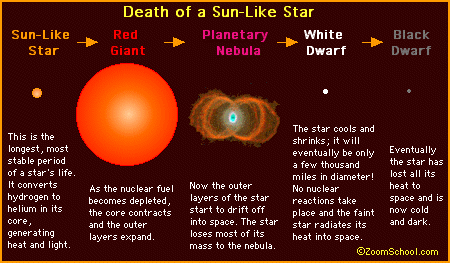 Death of a Sun-Like Star
Sun-Like
Star
Red
Giant
Planetary
Nebula
White
Dwarf
Black
Dwarf
This is the
longest, most
stable period
of a star's life.
It converts
hydrogen to
helium in its
core,
generating
heat and light.
As the nuclear fuel
becomes depleted,
the core contracts
and the outer
layers expand.
Now the outer
layers of the star
start to drift off
into space. The star
loses most of its
mass to the nebula.
The star cools and
shrinks; it will
eventually be only
a few thousand
miles in diameter!
No nuclear
reactions take
place and the faint
star radiates its
heat into space.
Eventually
the star has
lost all its
heat to
space and is
now cold
and dark.
©ZoomSchool.com